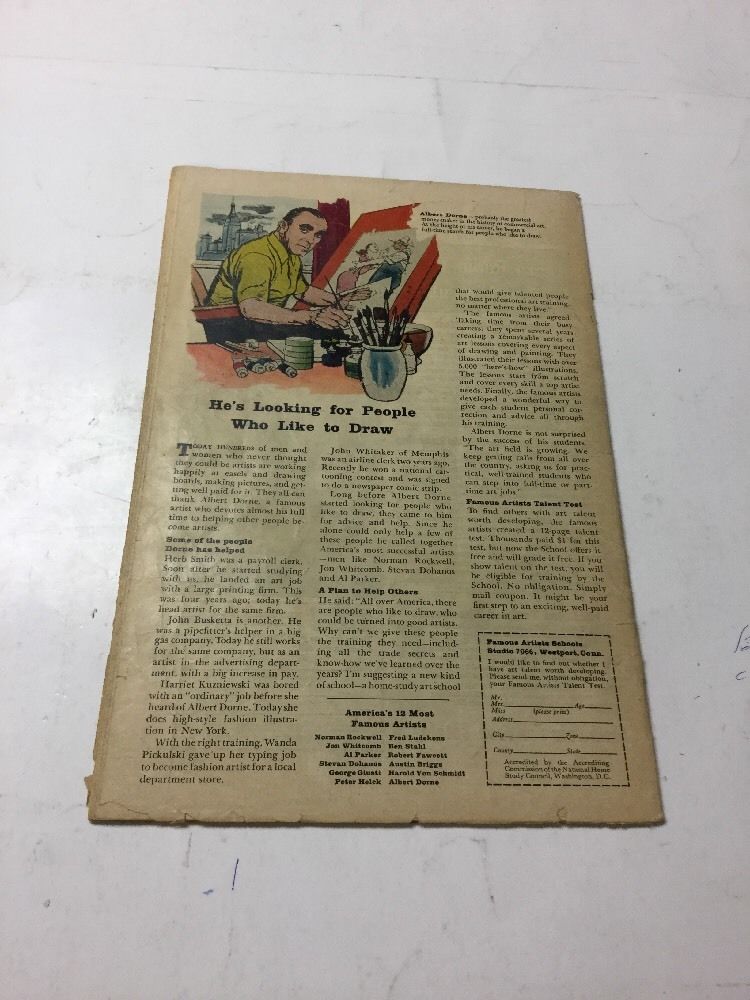 Albert Dorne — probably the greatest
money-maker in the history of commercial art.
At the height of his career, he began a
full-time search for people who like to draw.
He's Looking for People
Who Like to Draw
TODAY HUNDREDS of men and
women who never thought
they could be artists are working
happily at easels and drawing
boards, making pictures, and get-
ting well paid for it. They all can
thank Albert Dorne, a famous
artist who devotes almost his full
time to helping other people be-
come artists.
Some of the people
Dorne has helped
Herb Smith was a payroll clerk.
Soon after he started studying
with us, he landed an art job
with a large printing firm. This
was four years ago; today he's
head artist for the same firm.
John Busketta is another. He
was a pipefitter's helper in a big
gas company. Today he still works
for the same company, but as an
artist in the advertising depart-
ment, with a big increase in pay.
Harriet Kuzniewski was bored
with an "ordinary" job before she
heard of Albert Dorne. Today she
does high-style fashion illustra-
tion in New York.
With the right training, Wanda
Pickulski gave up her typing job
to become fashion artist for a local
department store.
John Whitaker of Memphis
was an airline clerk two years ago.
Recently he won a national car-
tooning contest and was signed
to do a newspaper comic strip.
Long before Albert Dorne
started looking for people who
like to draw, they came to him
for advice and help. Since he
alone could only help a few of
these people he called together
America's most successful artists
—men like Norman Rockwell,
Jon Whitcomb, Stevan Dohanos
and Al Parker.
A Plan to Help Others
He said: "All over America, there
are people who like to draw, who
could be turned into good artists.
Why can't we give these people
the training they need—includ-
ing all the trade secrets and
know-how we've learned over the
years? I'm suggesting a new kind
of school—a home-study art school
America's 12 Most
Famous Artists
Norman Rockwell Fred Ludekens
Jon Whitcomb Ben Stahl
Al Parker Robert Fawcett
Stevan Dohanos Austin Briggs
George Giusti Harold Von Schmidt
Peter Helck Albert Dorne
that would give talented people
the best professional art training,
no matter where they live."
The famous artists agreed.
Taking time from their busy
careers, they spent several years
creating a remarkable series of
art lessons covering every aspect
of drawing and painting. They
illustrated their lessons with over
5,000 "here's-how" illustrations.
The lessons start from scratch
and cover every skill a top artist
needs. Finally, the famous artists
developed a wonderful way to
give each student personal cor-
rection and advice all through
his training.
Albert Dorne is not surprised
by the success of his students.
"The art field is growing. We
keep getting calls from all over
the country, asking us for prac-
tical, well-trained students who
can step into full-time or part-
time art jobs."
Famous Artists Talent Test
To find others with art talent
worth developing, the famous
artists created a 12-page talent
test. Thousands paid $1 for this
test, but now the School offers it
free and will grade it free. If you
show talent on the test, you will
be eligible for training by the
School. No obligation. Simply
mail coupon. It might be your
first step to an exciting, well-paid
career in art.
Famous Artists Schools
Studio 7966, Westport, Conn.
I would like to find out whether I
have art talent worth developing.
Please send me, without obligation,
your Famous Artists Talent Test.
Mr.
Mrs. Age
Miss (please print)
Address
City Zone
County State
Accredited by the Accrediting
Commission of the National Home
Study Council, Washington, D.C.